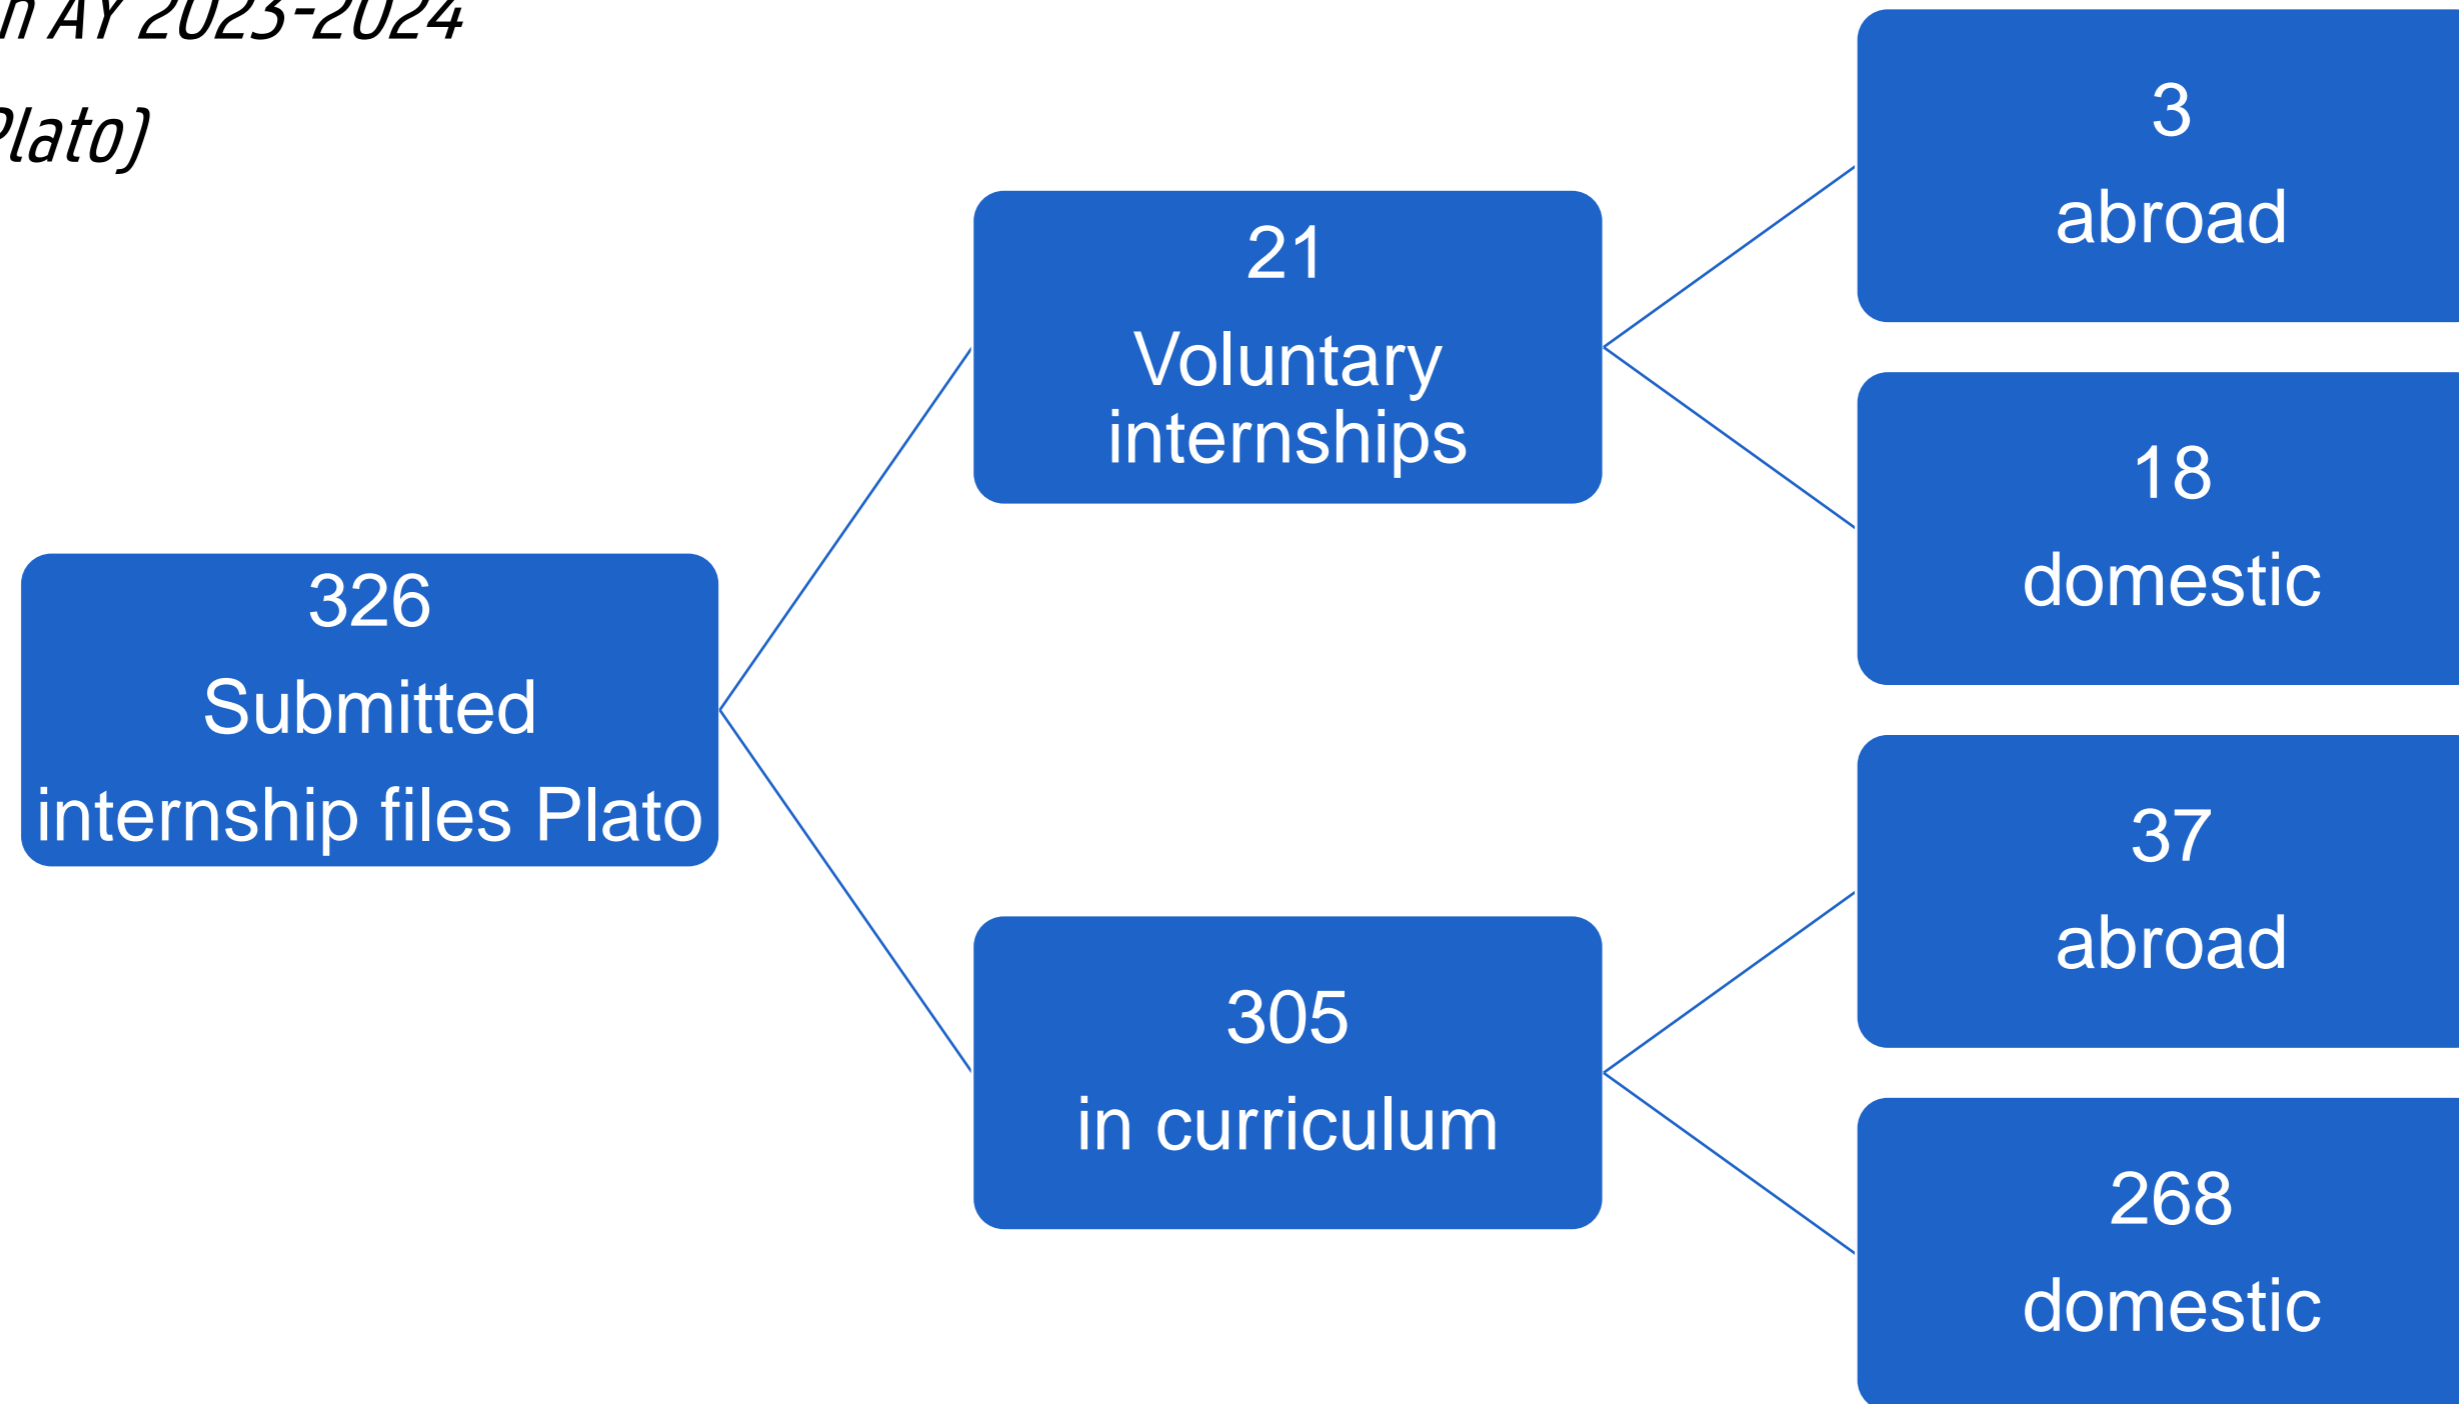 n AY 2023-2024
Plato)
326
Submitted
internship files Plato
21
Voluntary
internships
305
in curriculum
3
abroad
18
domestic
37
abroad
268
domestic